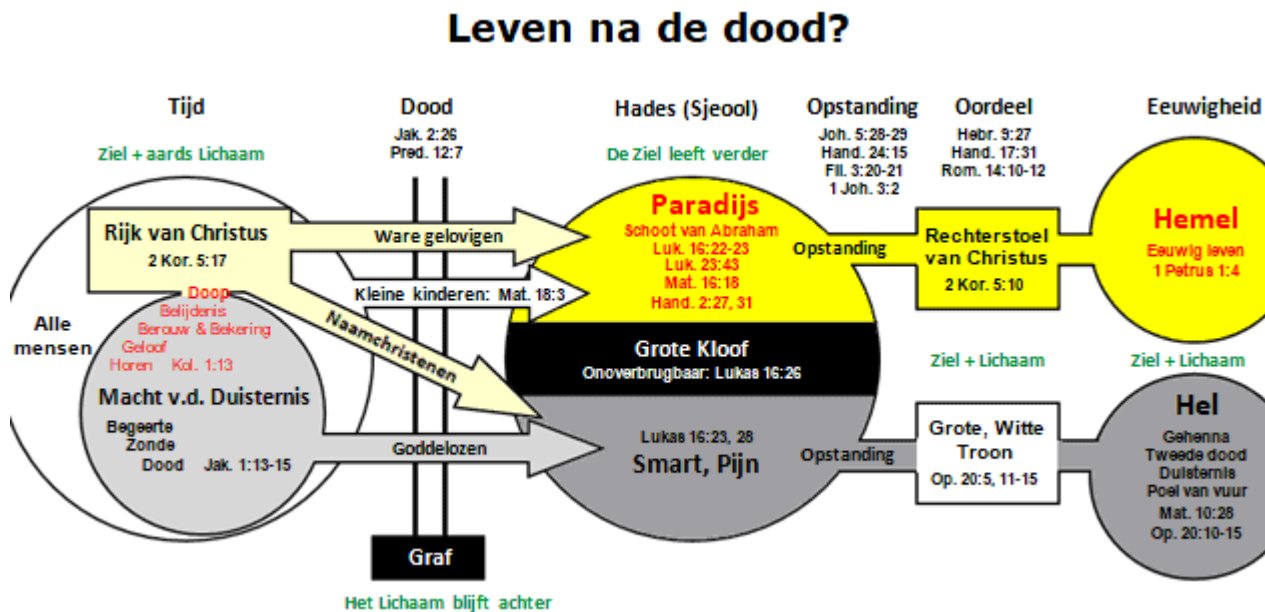 Leven na de dood?
Tijd
Ziel + aards Lichaam
Dood
Jak. 2:26
Pred. 12:7
Hades (Sjeool)
De Ziel leeft verder
Opstanding
Joh. 5:28-29
Hand. 24:15
Fil. 3:20-21
1 Joh. 3:2
Oordeel
Hebr. 9:27
Hand. 17:31
Rom. 14:10-12
Eeuwigheid
Alle
mensen
Rijk van Christus
2 Kor. 5:17
Doop
Belijdenis
Berouw & Bekering
Geloof
Horen Kol. 1:13
Macht v.d. Duisternis
Begeerte
Zonde
Dood Jak. 1:13-15
Ware gelovigen
Kleine kinderen: Mat. 18:3
Naamchristenen
Goddelozen
Graf
Het Lichaam blijft achter
Paradijs
Schoot van Abraham
Luk. 16:22-23
Luk. 23:43
Mat. 16:18
Hand. 2:27, 31
Grote Kloof
Onoverbrugbaar: Lukas 16:26
Lukas 16:23, 28
Smart, Pijn
Opstanding
Rechterstoel
van Christus
2 Kor. 5:10
Ziel + Lichaam
Opstanding
Grote, Witte
Troon
Op. 20:5, 11-15
Hemel
Eeuwig leven
1 Petrus 1:4
Ziel + Lichaam
Hel
Gehenna
Tweede dood
Duisternis
Poel van vuur
Mat. 10:28
Op. 20:10-15